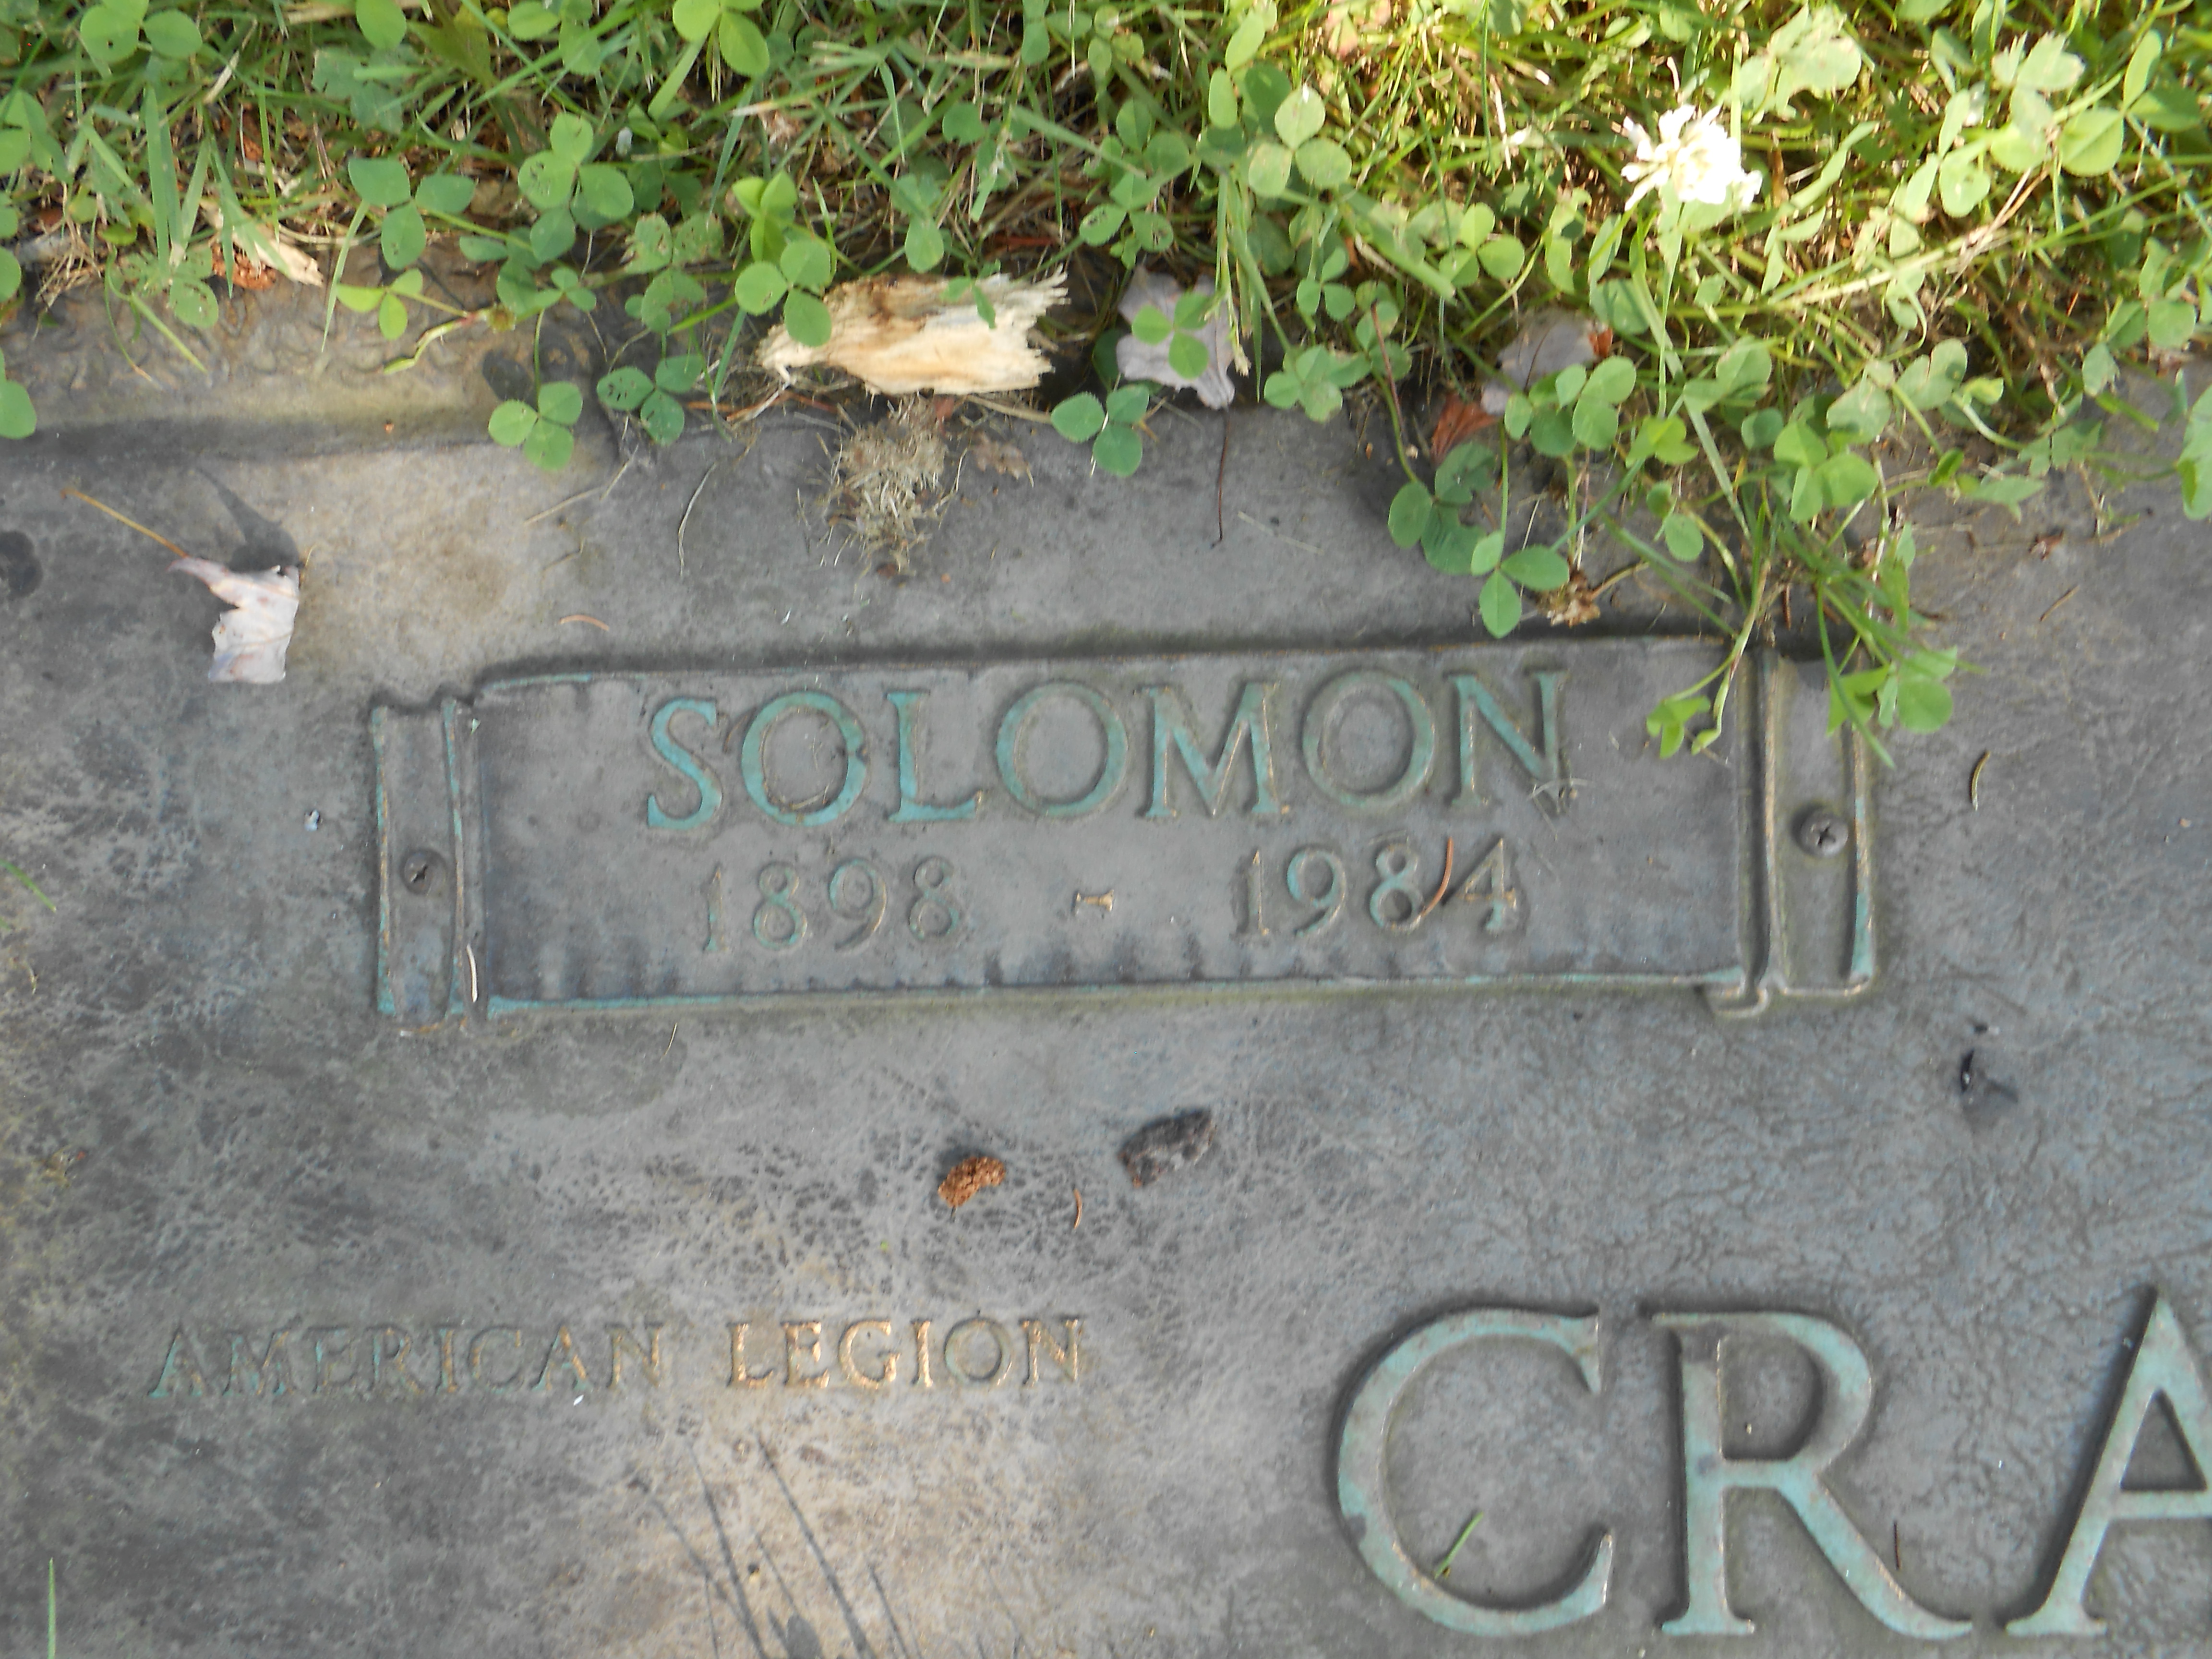 SOLOMON
1898 - 1984
AMERICAN LEGION
CRA